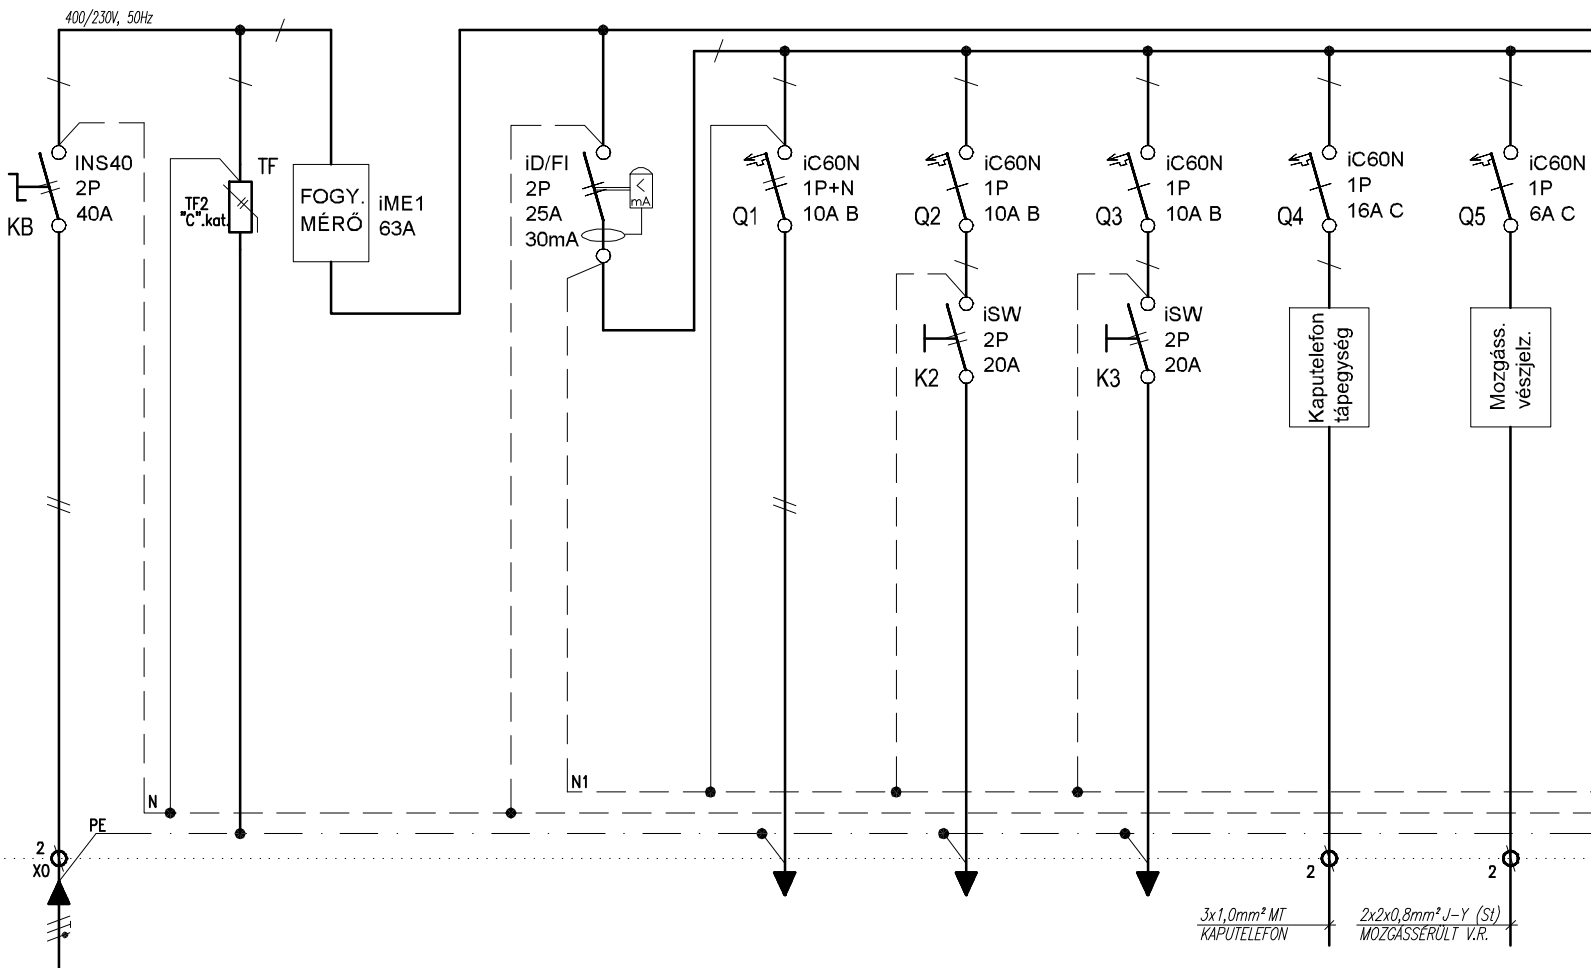 400/230V, 50Hz
INS40
2P
40A
KB
TF
TF2
"C".kat.
FOGY.
MÉRŐ
iME1
63A
iD/FI
2P
25A
30mA
<
mA
iC60N
1P+N
10A B
Q1
iC60N
1P
10A B
Q2
iC60N
1P
10A B
Q3
iC60N
1P
16A C
Q4
iC60N
1P
6A C
Q5
iSW
2P
20A
K2
iSW
2P
20A
K3
Kaputelefon
tápegység
Mozgáss.
vészjelz.
N1
N
PE
2
X0
2
2
3x1,0mm² MT
KAPUTELEFON
2x2x0,8mm² J-Y (St)
MOZGÁSSÉRÜLT V.R.